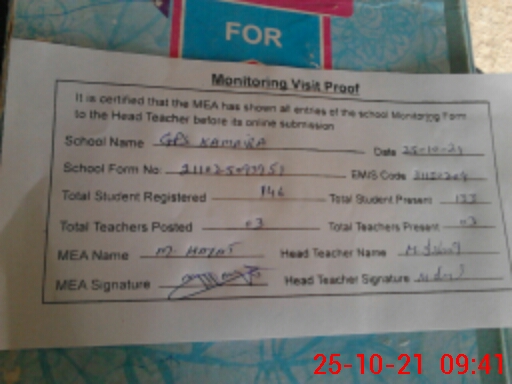 FOR
Monitoring Visit Proof
It is certified that the MEA has shown all entries of the school Monitoring Form
to the Head Teacher before its online submission
School Name GPS KAMBIRA Date 25-10-21
School Form No: EMIS Code
Total Student Registered 146 Total Student Present 133
Total Teachers Posted 03 Total Teachers Present 03
MEA Name M. HAYAT Head Teacher Name
MEA Signature Head Teacher Signature
25-10-21 09:41